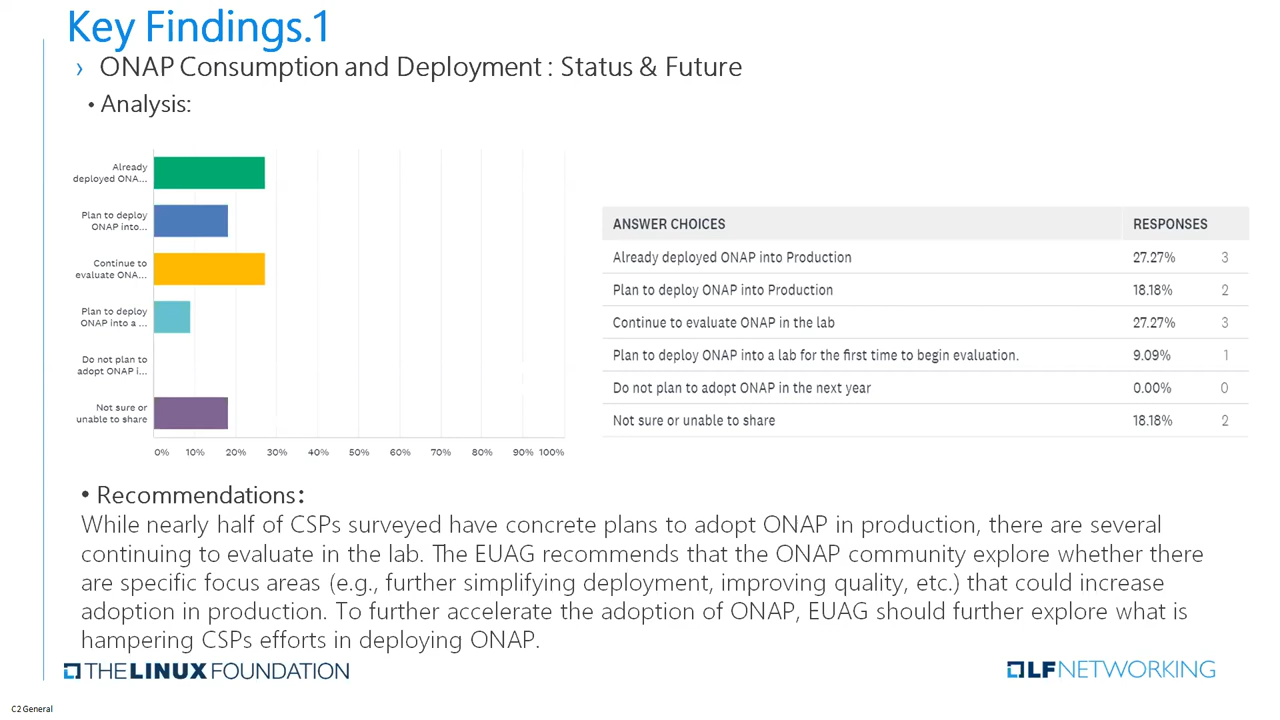 Key Findings.1
› ONAP Consumption and Deployment : Status & Future
• Analysis:
Already
deployed ONA...
Plan to deploy
ONAP into...
Continue to
evaluate ONA...
Plan to deploy
ONAP into a ...
Do not plan to
adopt ONAP i...
Not sure or
unable to share
0% 10% 20% 30% 40% 50% 60% 70% 80% 90% 100%
ANSWER CHOICES RESPONSES
Already deployed ONAP into Production 27.27% 3
Plan to deploy ONAP into Production 18.18% 2
Continue to evaluate ONAP in the lab 27.27% 3
Plan to deploy ONAP into a lab for the first time to begin evaluation. 9.09% 1
Do not plan to adopt ONAP in the next year 0.00% 0
Not sure or unable to share 18.18% 2
• Recommendations:
While nearly half of CSPs surveyed have concrete plans to adopt ONAP in production, there are several
continuing to evaluate in the lab. The EUAG recommends that the ONAP community explore whether there
are specific focus areas (e.g., further simplifying deployment, improving quality, etc.) that could increase
adoption in production. To further accelerate the adoption of ONAP, EUAG should further explore what is
hampering CSPs efforts in deploying ONAP.
THE LINUX FOUNDATION
LFNETWORKING
C2 General